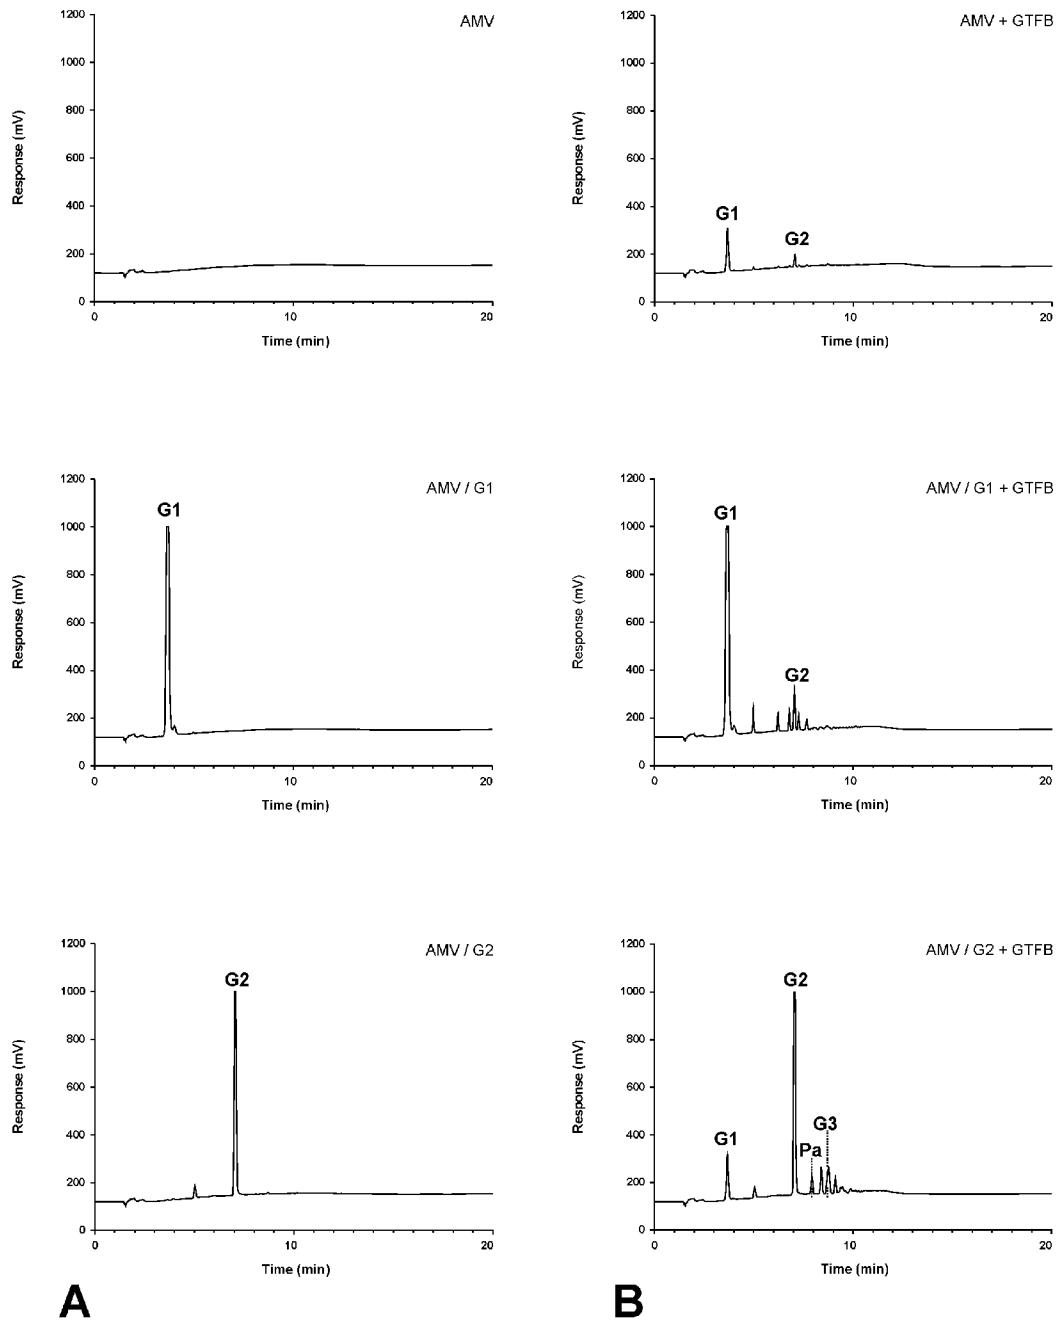 AMV
1200
1000
800
600
400
200
0
Response (mV)
0 10 20
Time (min)
AMV + GTFB
1200
1000
800
600
400
200
0
Response (mV)
G1
G2
0 10 20
Time (min)
AMV / G1
1200
1000
800
600
400
200
0
Response (mV)
G1
0 10 20
Time (min)
AMV / G1 + GTFB
1200
1000
800
600
400
200
0
Response (mV)
G1
G2
0 10 20
Time (min)
AMV / G2
1200
1000
800
600
400
200
0
Response (mV)
G2
0 10 20
Time (min)
AMV / G2 + GTFB
1200
1000
800
600
400
200
0
Response (mV)
G2
G1
G3
Pa
0 10 20
Time (min)
A
B